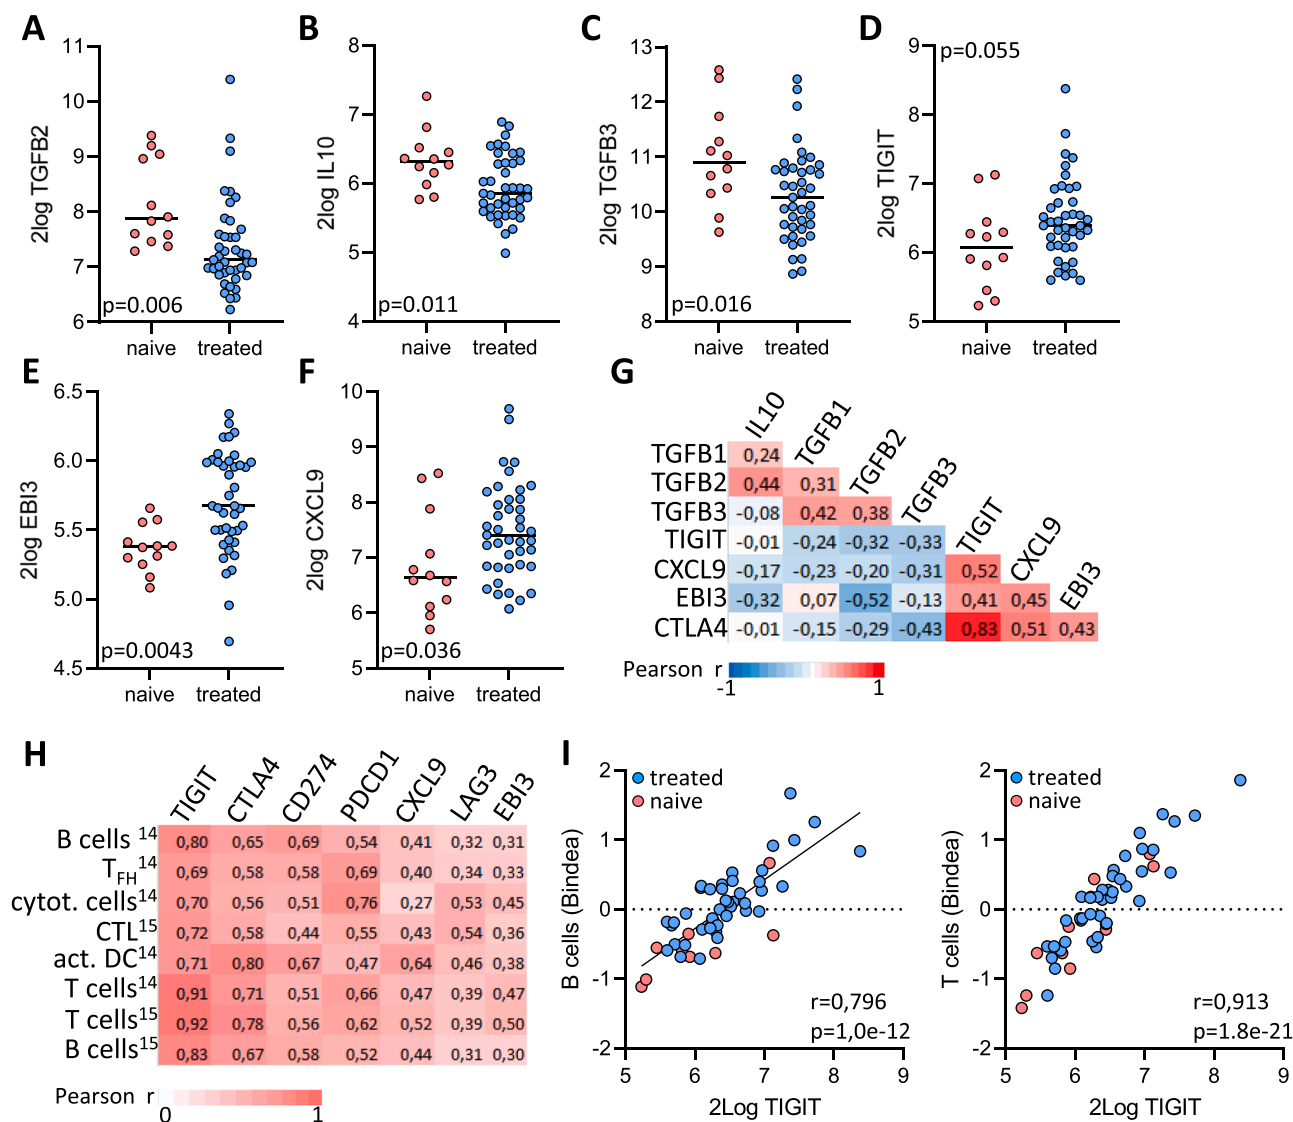 A
11
10
9
8
7
6
2log TGFB2
p=0.006
naive treated
B
8
7
6
5
4
2log IL10
p=0.011
naive treated
C
13
12
11
10
9
8
2log TGFB3
p=0.016
naive treated
D
9
8
7
6
5
2log TIGIT
p=0.055
naive treated
E
6.5
6.0
5.5
5.0
4.5
2log EBI3
p=0.0043
naive treated
F
10
9
8
7
6
5
2log CXCL9
p=0.036
naive treated
G
IL10 TGFB1 TGFB2 TGFB3 TIGIT CXCL9 EBI3
TGFB1 0,24
TGFB2 0,44 0,31
TGFB3 -0,08 0,42 0,38
TIGIT -0,01 -0,24 -0,32 -0,33
CXCL9 -0,17 -0,23 -0,20 -0,31 0,52
EBI3 -0,32 0,07 -0,52 -0,13 0,41 0,45
CTLA4 -0,01 -0,15 -0,29 -0,43 0,83 0,51 0,43
Pearson r
-1 1
H
TIGIT CTLA4 CD274 PDCD1 CXCL9 LAG3 EBI3
B cells 14 0,80 0,65 0,69 0,54 0,41 0,32 0,31
TFH 14 0,69 0,58 0,58 0,69 0,40 0,34 0,33
cytot. cells14 0,70 0,56 0,51 0,76 0,27 0,53 0,45
CTL15 0,72 0,58 0,44 0,55 0,43 0,54 0,36
act. DC14 0,71 0,80 0,67 0,47 0,64 0,46 0,38
T cells14 0,91 0,71 0,51 0,66 0,47 0,39 0,47
T cells15 0,92 0,78 0,56 0,62 0,52 0,39 0,50
B cells15 0,83 0,67 0,58 0,52 0,44 0,31 0,30
Pearson r
0 1
I
2
1
0
-1
-2
B cells (Bindea)
treated
naive
r=0,796
p=1,0e-12
5 6 7 8 9
2Log TIGIT
2
1
0
-1
-2
T cells (Bindea)
treated
naive
r=0,913
p=1.8e-21
5 6 7 8 9
2Log TIGIT